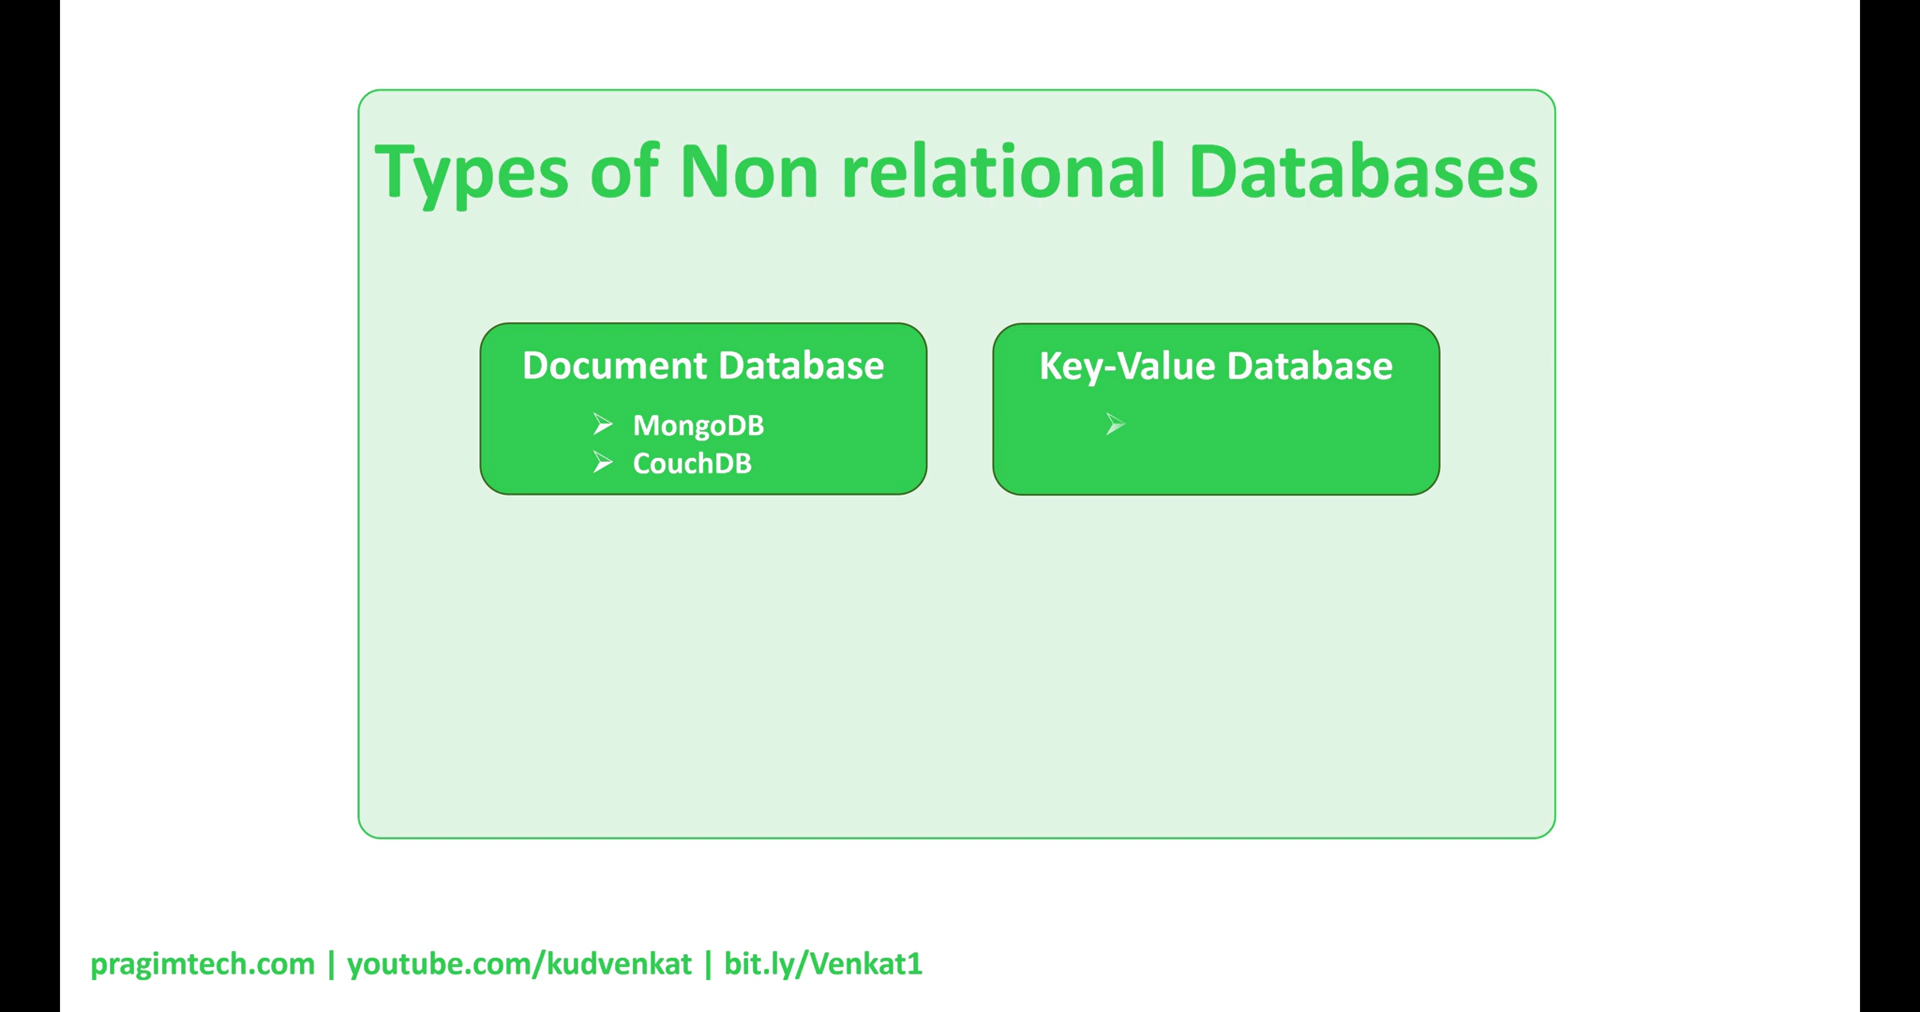 Types of Non relational Databases
Document Database
➢ MongoDB
➢ CouchDB
Key-Value Database
➢
pragimtech.com | youtube.com/kudvenkat | bit.ly/Venkat1